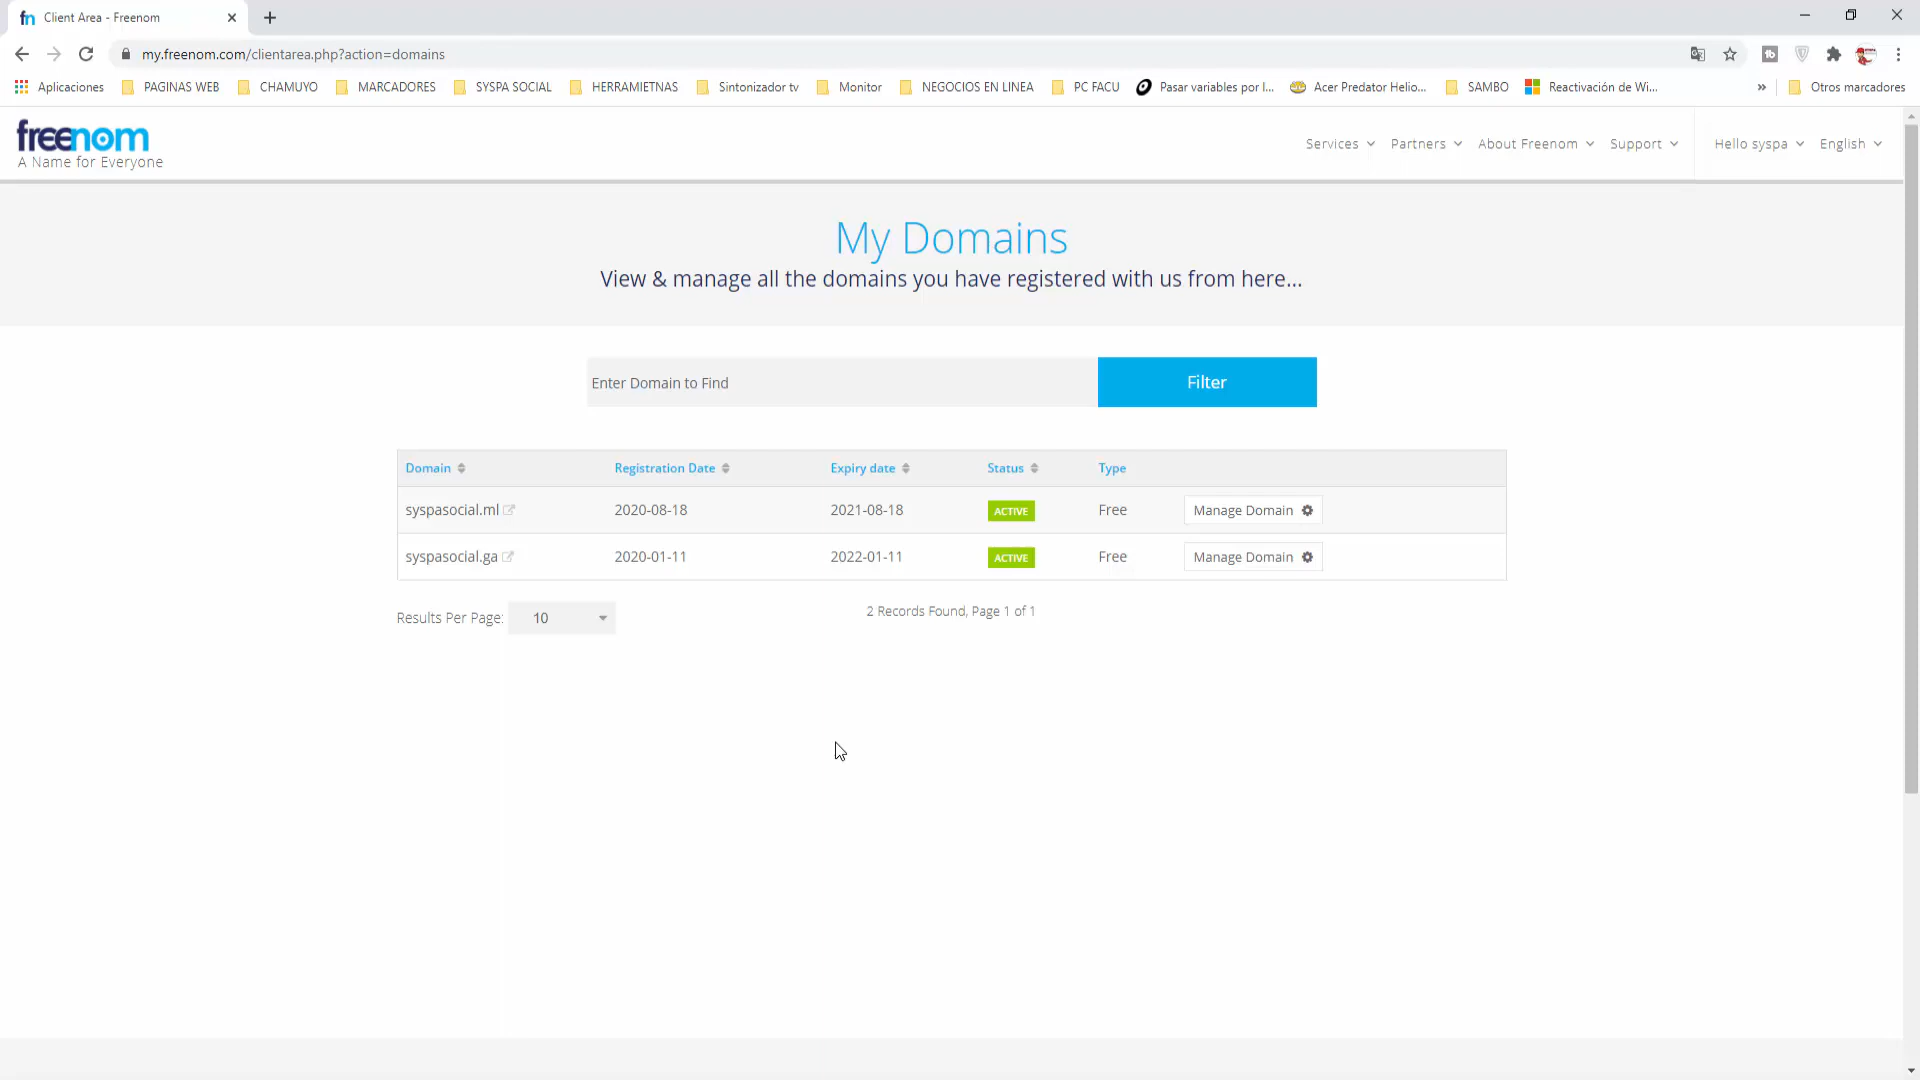 Client Area - Freenom
my.freenom.com/clientarea.php?action=domains
Aplicaciones PAGINAS WEB CHAMUYO MARCADORES SYSPA SOCIAL HERRAMIETNAS Sintonizador tv Monitor NEGOCIOS EN LINEA PC FACU Pasar variables por l... Acer Predator Helio... SAMBO Reactivación de Wi... » Otros marcadores
freenom
A Name for Everyone
Services Partners About Freenom Support Hello syspa English
My Domains
View & manage all the domains you have registered with us from here...
Enter Domain to Find Filter
Domain Registration Date Expiry date Status Type
syspasocial.ml 2020-08-18 2021-08-18 ACTIVE Free Manage Domain
syspasocial.ga 2020-01-11 2022-01-11 ACTIVE Free Manage Domain
Results Per Page: 10 2 Records Found, Page 1 of 1